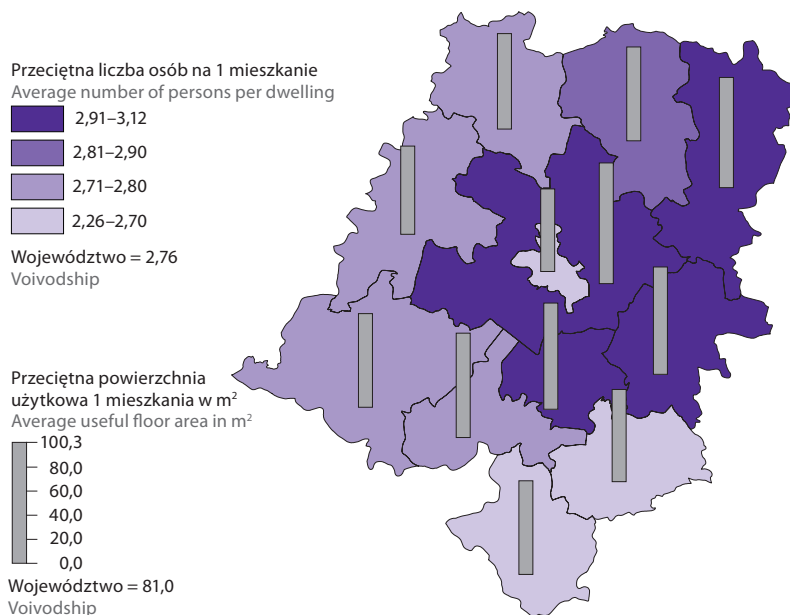 Przeciętna liczba osób na 1 mieszkanie
Average number of persons per dwelling
2,91–3,12
2,81–2,90
2,71–2,80
2,26–2,70
Województwo = 2,76
Voivodship
Przeciętna powierzchnia
użytkowa 1 mieszkania w m²
Average useful floor area in m²
100,3
80,0
60,0
40,0
20,0
0,0
Województwo = 81,0
Voivodship